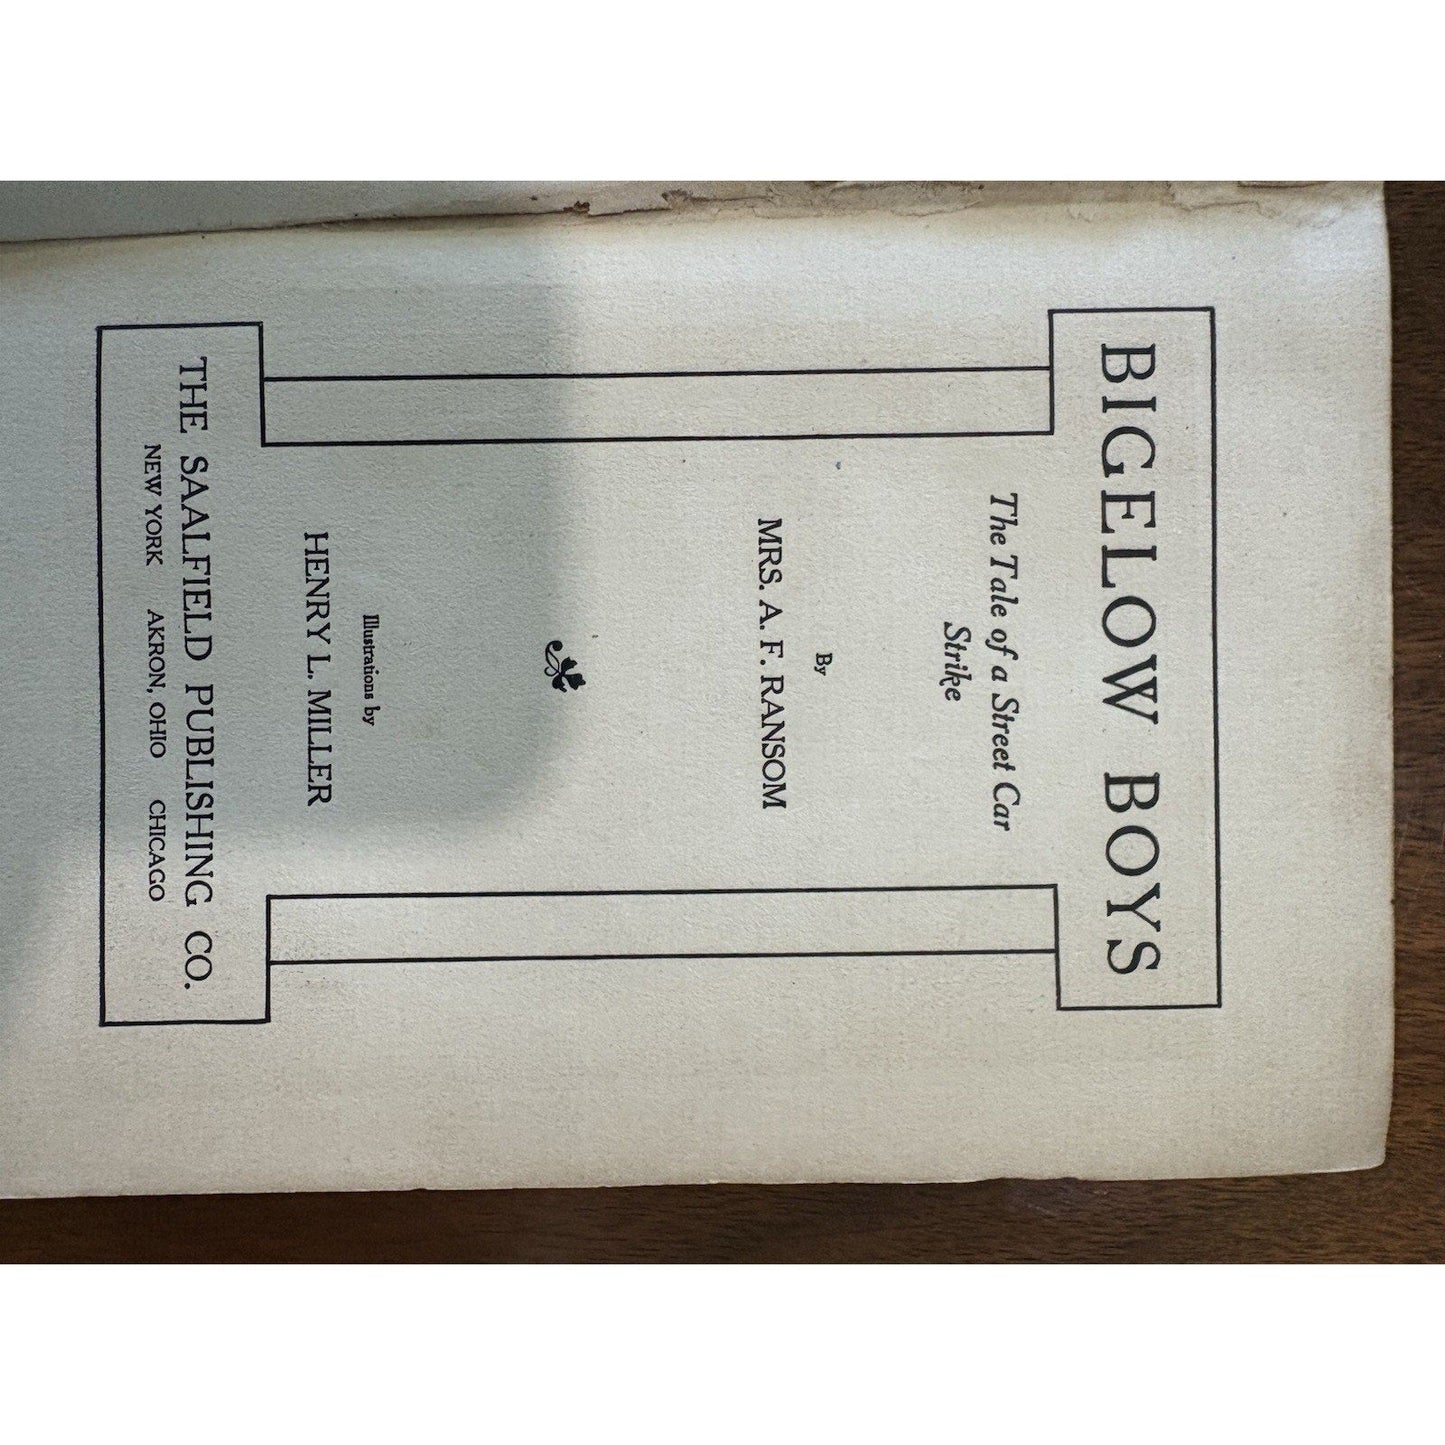 BIGELOW BOYS
The Tale of a Street Car
Strike
By
MRS. A. F. RANSOM
Illustrations by
HENRY L. MILLER
THE SAALFIELD PUBLISHING CO.
NEW YORK AKRON, OHIO CHICAGO